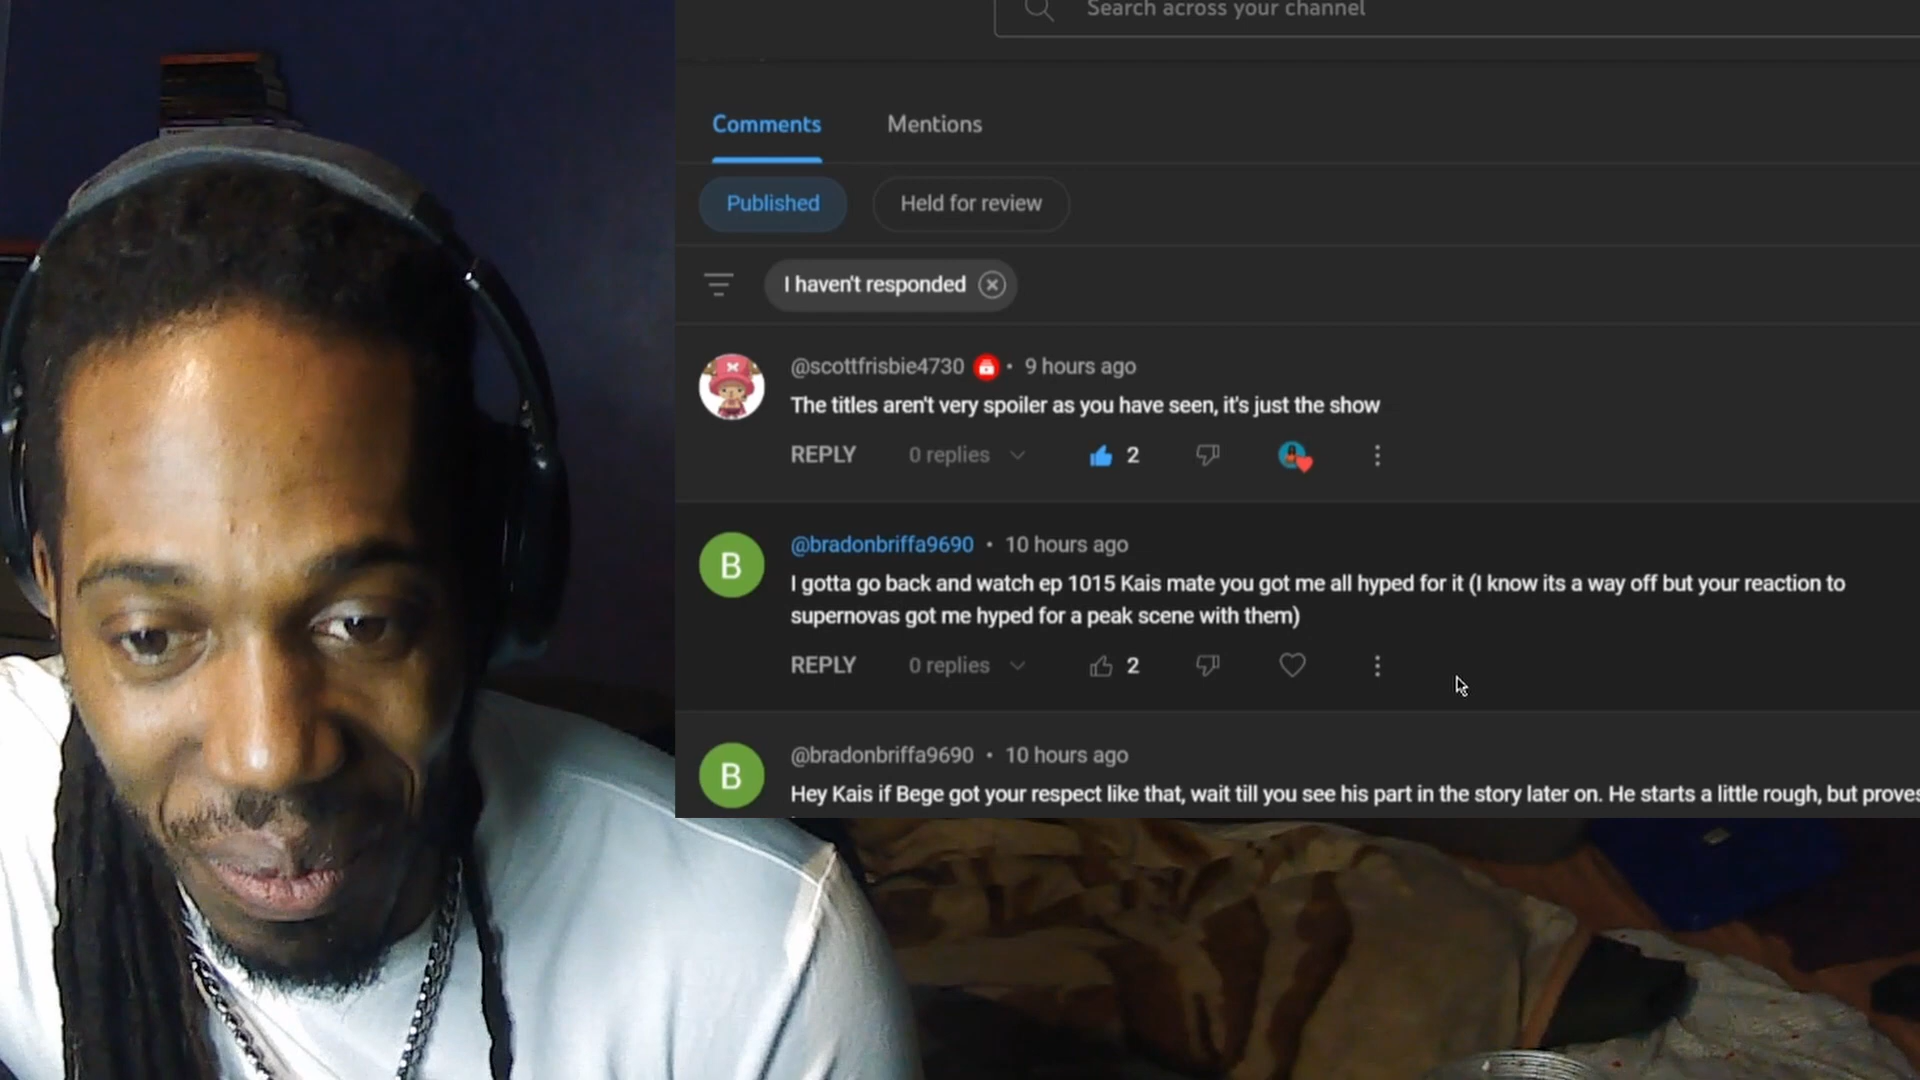 Search across your channel
Comments
Mentions
Published
Held for review
I haven't responded
@scottfrisbie4730 • 9 hours ago
The titles aren't very spoiler as you have seen, it's just the show
REPLY 0 replies 2
B
@bradonbriffa9690 • 10 hours ago
I gotta go back and watch ep 1015 Kais mate you got me all hyped for it (I know its a way off but your reaction to
supernovas got me hyped for a peak scene with them)
REPLY 0 replies 2
B
@bradonbriffa9690 • 10 hours ago
Hey Kais if Bege got your respect like that, wait till you see his part in the story later on. He starts a little rough, but proves